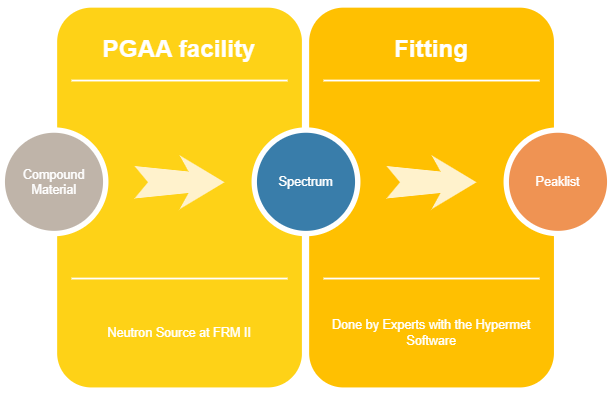 PGAA facility
Fitting
Compound
Material
Spectrum
Peaklist
Neutron Source at FRM II
Done by Experts with the Hypermet
Software